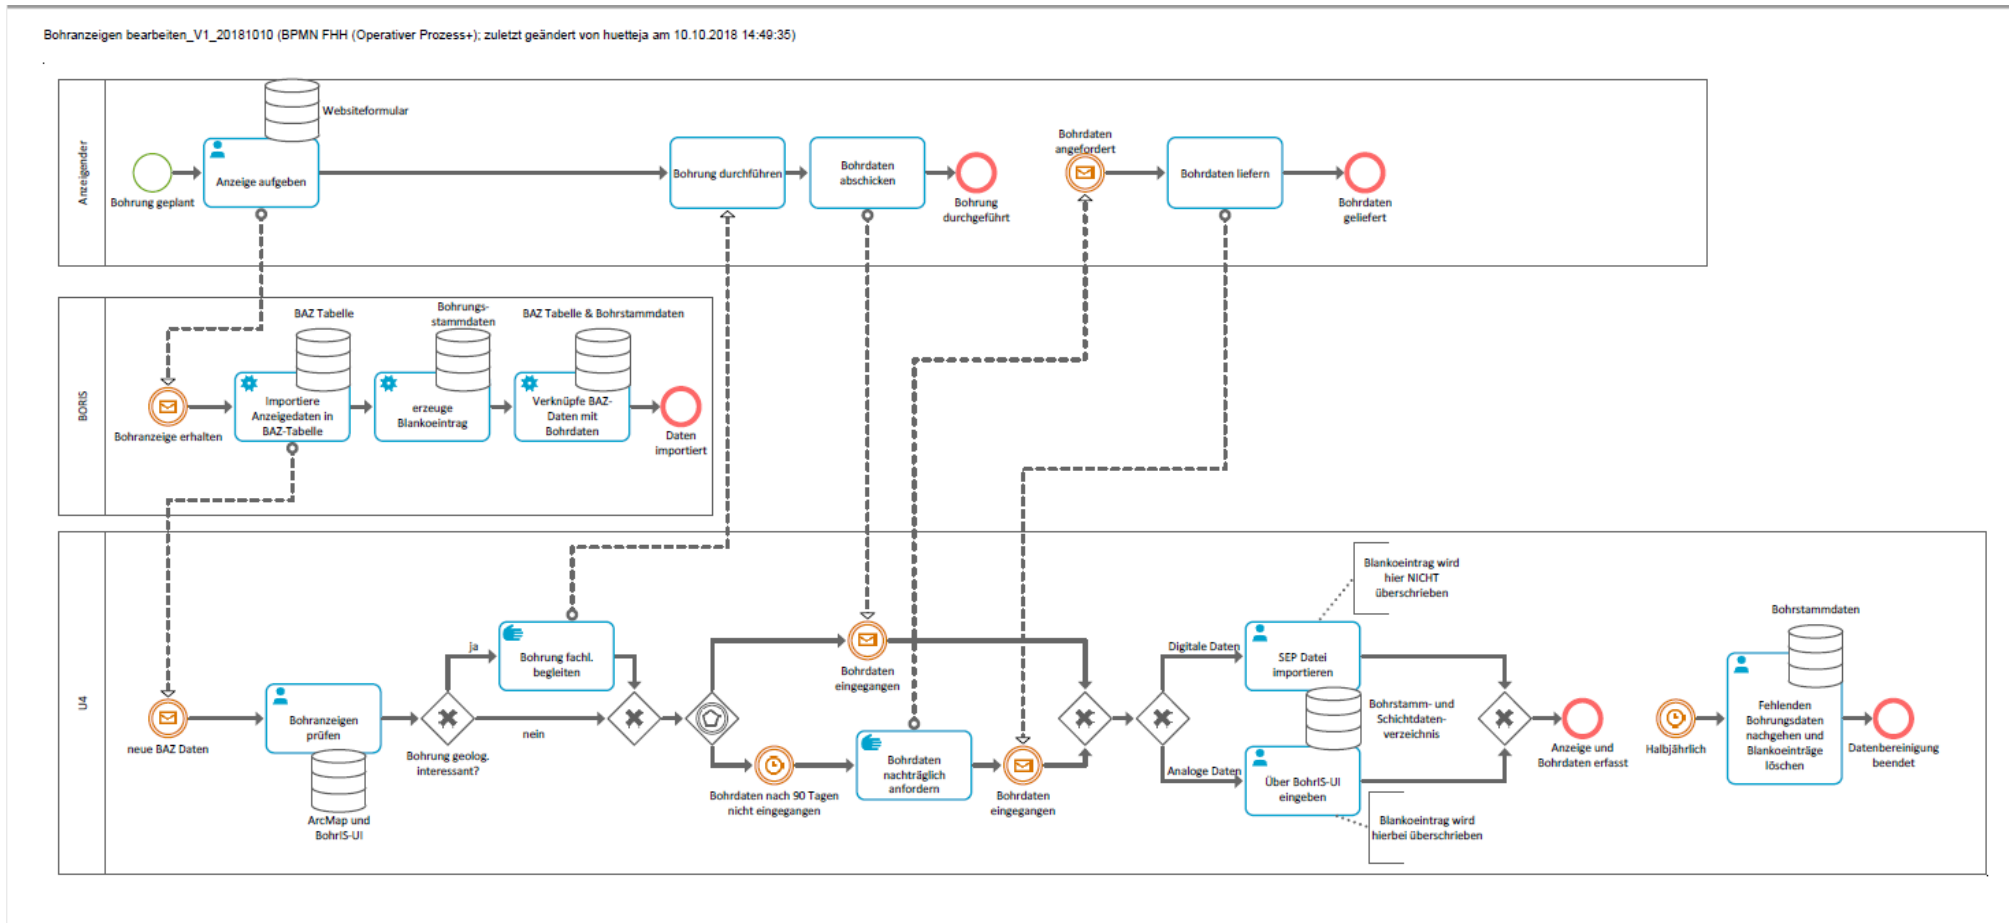 Bohranzeigen bearbeiten_V1_20181010 (BPMN FHH (Operativer Prozess+); zuletzt geändert von huetteja am 10.10.2018 14:49:35)
Anzeigender
Websiteformular
Bohrung geplant
Anzeige aufgeben
Bohrung durchführen
Bohrdaten
abschicken
Bohrung
durchgeführt
Bohrdaten
angefordert
Bohrdaten liefern
Bohrdaten
geliefert
BORIS
Bohranzeige erhalten
BAZ Tabelle
Importiere
Anzeigedaten in
BAZ-Tabelle
Bohrungs-
stammdaten
erzeuge
Blankoeintrag
BAZ Tabelle & Bohrstammdaten
Verknüpfe BAZ-
Daten mit
Bohrdaten
Daten
importiert
U4
neue BAZ Daten
Bohranzeigen
prüfen
ArcMap und
BohrIS-UI
Bohrung geolog.
interessant?
ja
nein
Bohrung fachl.
begleiten
Bohrdaten
eingegangen
Bohrdaten nach 90 Tagen
nicht eingegangen
Bohrdaten
nachträglich
anfordern
Bohrdaten
eingegangen
Digitale Daten
Analoge Daten
Blankoeintrag wird
hier NICHT
überschrieben
SEP Datei
importieren
Bohrstamm- und
Schichtdaten-
verzeichnis
Über BohrIS-UI
eingeben
Blankoeintrag wird
hierbei überschrieben
Anzeige und
Bohrdaten erfasst
Halbjährlich
Bohrstammdaten
Fehlenden
Bohrungsdaten
nachgehen und
Blankoeinträge
löschen
Datenbereinigung
beendet